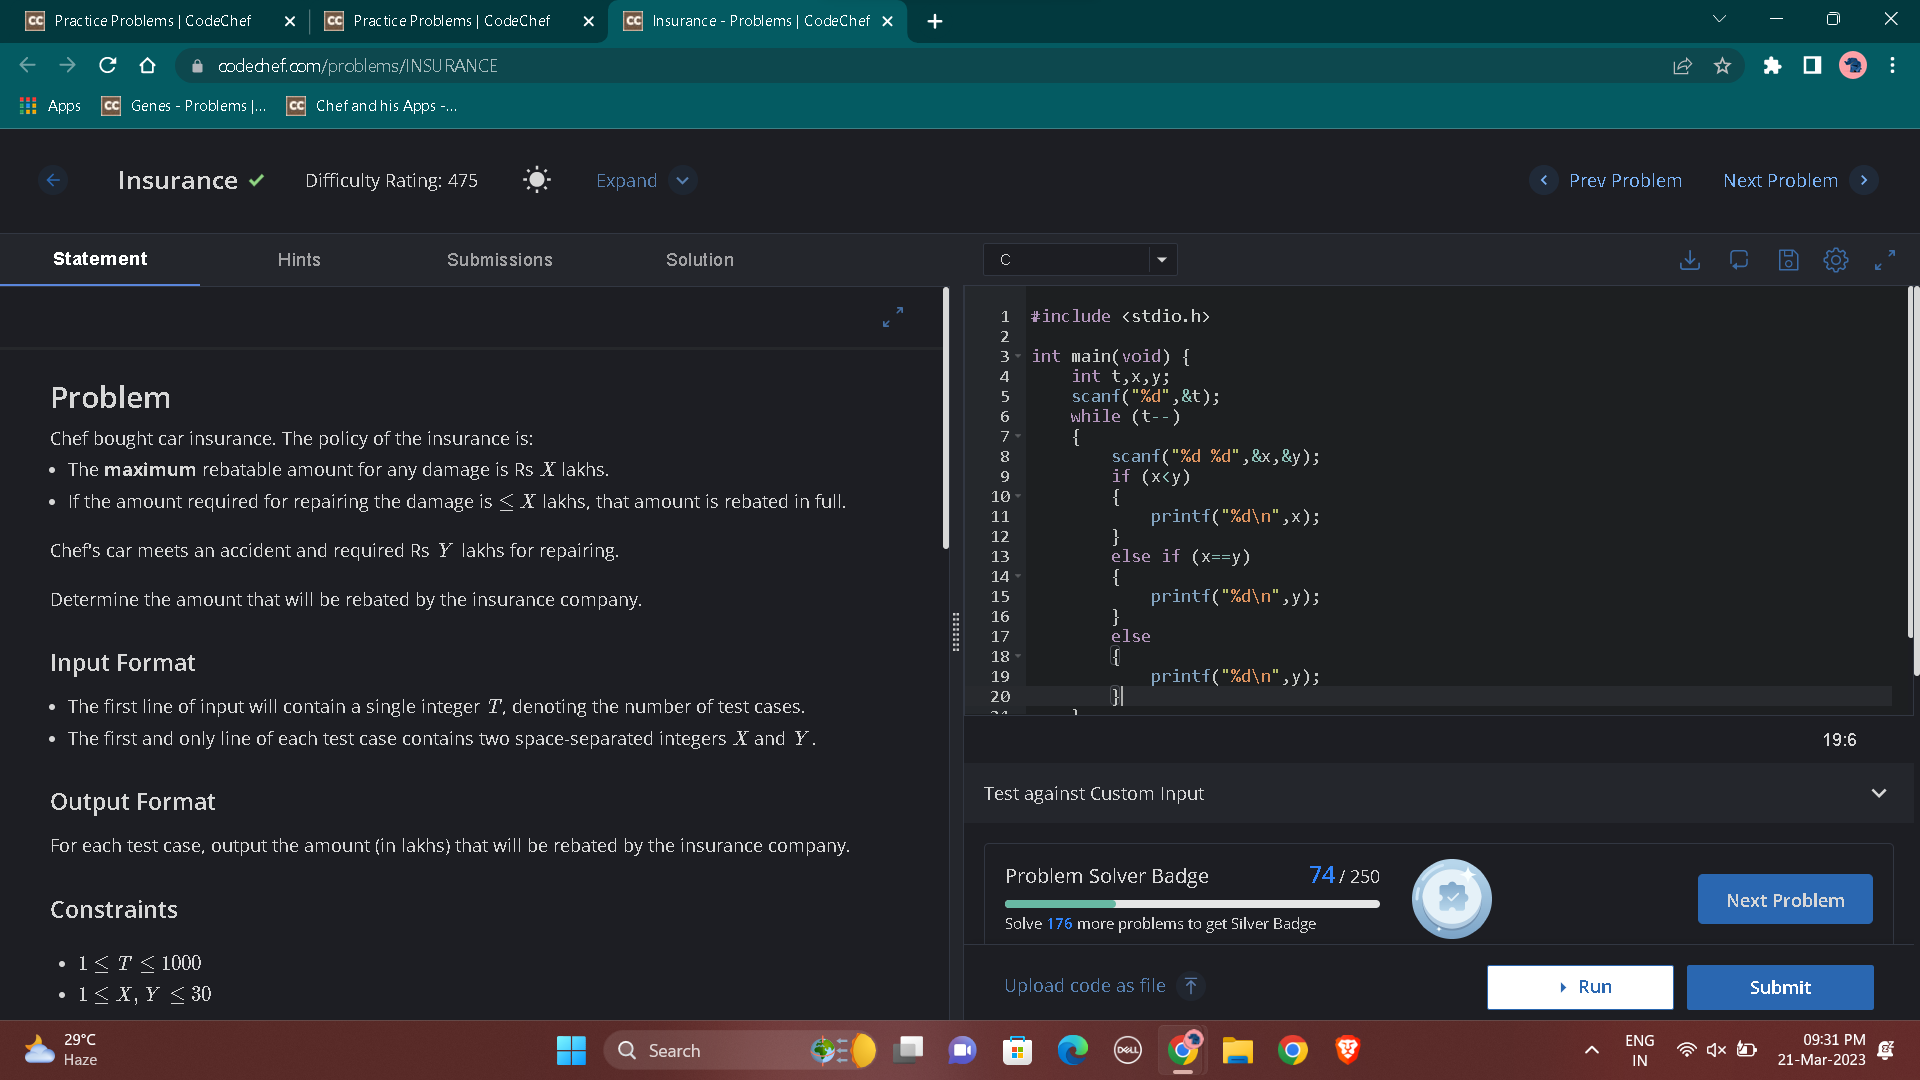 Practice Problems | CodeChef
Practice Problems | CodeChef
Insurance - Problems | CodeChef
codechef.com/problems/INSURANCE
Apps
Genes - Problems |...
Chef and his Apps -...
Insurance
Difficulty Rating: 475
Expand
Prev Problem
Next Problem
Statement
Hints
Submissions
Solution
C
Problem
Chef bought car insurance. The policy of the insurance is:
• The maximum rebatable amount for any damage is Rs X lakhs.
• If the amount required for repairing the damage is ≤ X lakhs, that amount is rebated in full.
Chef's car meets an accident and required Rs Y lakhs for repairing.
Determine the amount that will be rebated by the insurance company.
Input Format
• The first line of input will contain a single integer T, denoting the number of test cases.
• The first and only line of each test case contains two space-separated integers X and Y.
Output Format
For each test case, output the amount (in lakhs) that will be rebated by the insurance company.
Constraints
• 1 ≤ T ≤ 1000
• 1 ≤ X, Y ≤ 30
1 #include <stdio.h>
2
3 int main(void) {
4 int t,x,y;
5 scanf("%d",&t);
6 while (t--)
7 {
8 scanf("%d %d",&x,&y);
9 if (x<y)
10 {
11 printf("%d\n",x);
12 }
13 else if (x==y)
14 {
15 printf("%d\n",y);
16 }
17 else
18 {
19 printf("%d\n",y);
20 }
19:6
Test against Custom Input
Problem Solver Badge
74 / 250
Solve 176 more problems to get Silver Badge
Next Problem
Upload code as file
Run
Submit
29°C
Haze
Search
DELL
ENG
IN
09:31 PM
21-Mar-2023